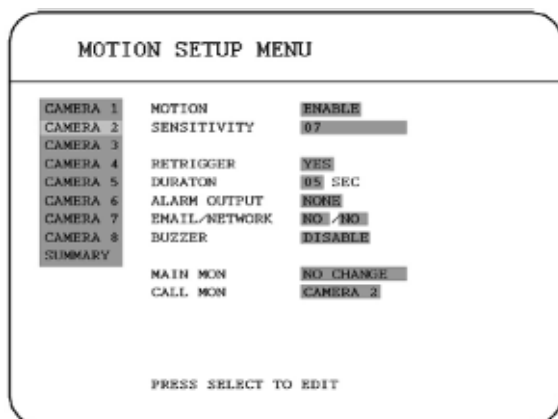 MOTION SETUP MENU
CAMERA 1 MOTION ENABLE
CAMERA 2 SENSITIVITY 07
CAMERA 3
CAMERA 4 RETRIGGER YES
CAMERA 5 DURATON 05 SEC
CAMERA 6 ALARM OUTPUT NONE
CAMERA 7 EMAIL/NETWORK NO /NO
CAMERA 8 BUZZER DISABLE
SUMMARY
MAIN MON NO CHANGE
CALL MON CAMERA 2
PRESS SELECT TO EDIT